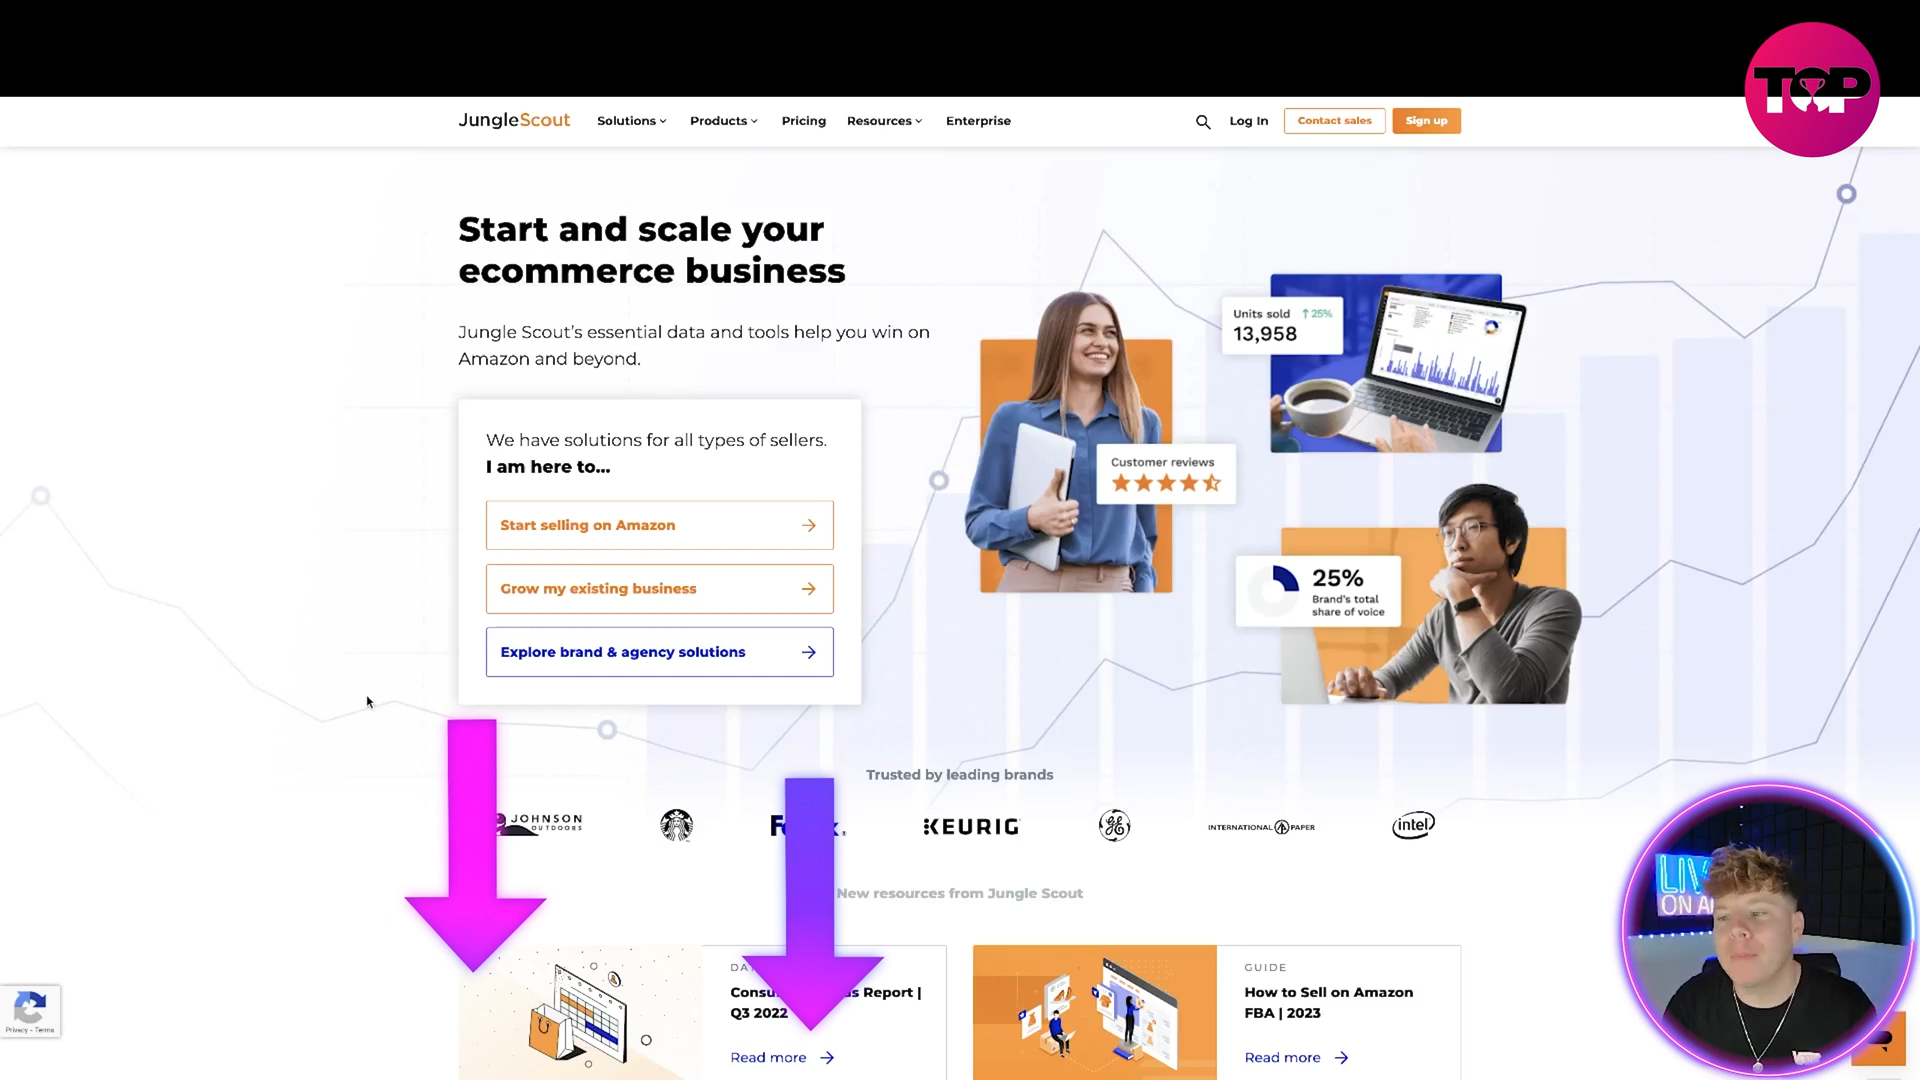 TOP
JungleScout
Solutions
Products
Pricing
Resources
Enterprise
Log In
Contact sales
Sign up
Start and scale your
ecommerce business
Jungle Scout's essential data and tools help you win on
Amazon and beyond.
We have solutions for all types of sellers.
I am here to...
Start selling on Amazon
Grow my existing business
Explore brand & agency solutions
Units sold ↑25%
13,958
Customer reviews
25%
Brand's total
share of voice
Trusted by leading brands
JOHNSON
OUTDOORS
KEURIG
GE
INTERNATIONAL PAPER
intel
New resources from Jungle Scout
Report |
Q3 2022
Read more
GUIDE
How to Sell on Amazon
FBA | 2023
Read more
Privacy - Terms
LIV
ON A